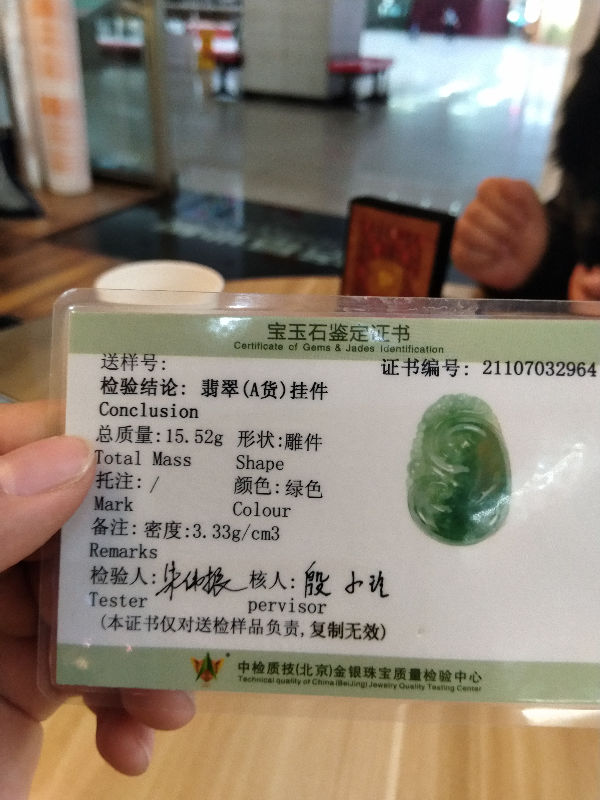 宝玉石鉴定证书
Certificate of Gems & Jades Identification
送样号:
证书编号: 21107032964
检验结论: 翡翠(A货)挂件
Conclusion
总质量:15.52g 形状:雕件
Total Mass Shape
托注: / 颜色:绿色
Mark Colour
备注: 密度:3.33g/cm3
Remarks
检验人: 核人: 殷小玲
Tester pervisor
(本证书仅对送检样品负责,复制无效)
中检质技(北京)金银珠宝质量检验中心
Technical quality of China(BeiJing)Jewelry Quality Testing Center